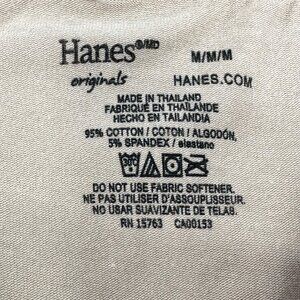 Hanes®/MD M/M/M
originals HANES.COM
MADE IN THAILAND
FABRIQUÉ EN THAÏLANDE
HECHO EN TAILANDIA
95% COTTON / COTON / ALGODÓN,
5% SPANDEX / elastano
DO NOT USE FABRIC SOFTENER.
NE PAS UTILISER D'ASSOUPLISSEUR.
NO USAR SUAVIZANTE DE TELAS.
RN 15763 CA00153